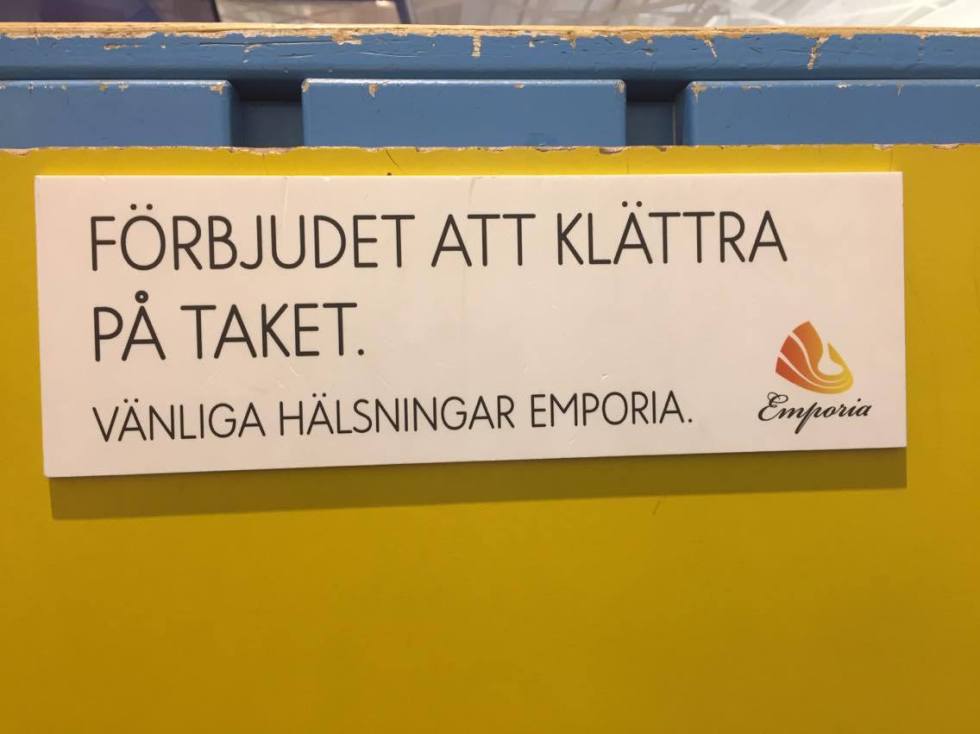 FÖRBJUDET ATT KLÄTTRA
PÅ TAKET.
VÄNLIGA HÄLSNINGAR EMPORIA.
Emporia